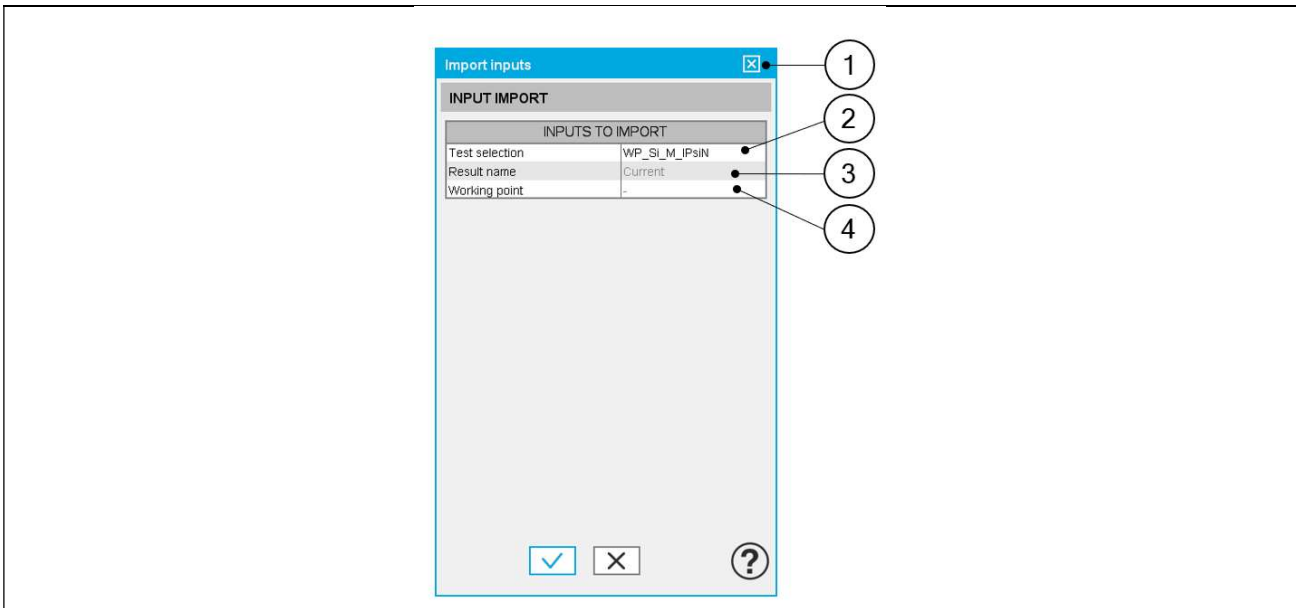 Import inputs
1
INPUT IMPORT
INPUTS TO IMPORT
2
Test selection WP_Si_M_IPsiN
Result name Current
3
Working point -
4
?